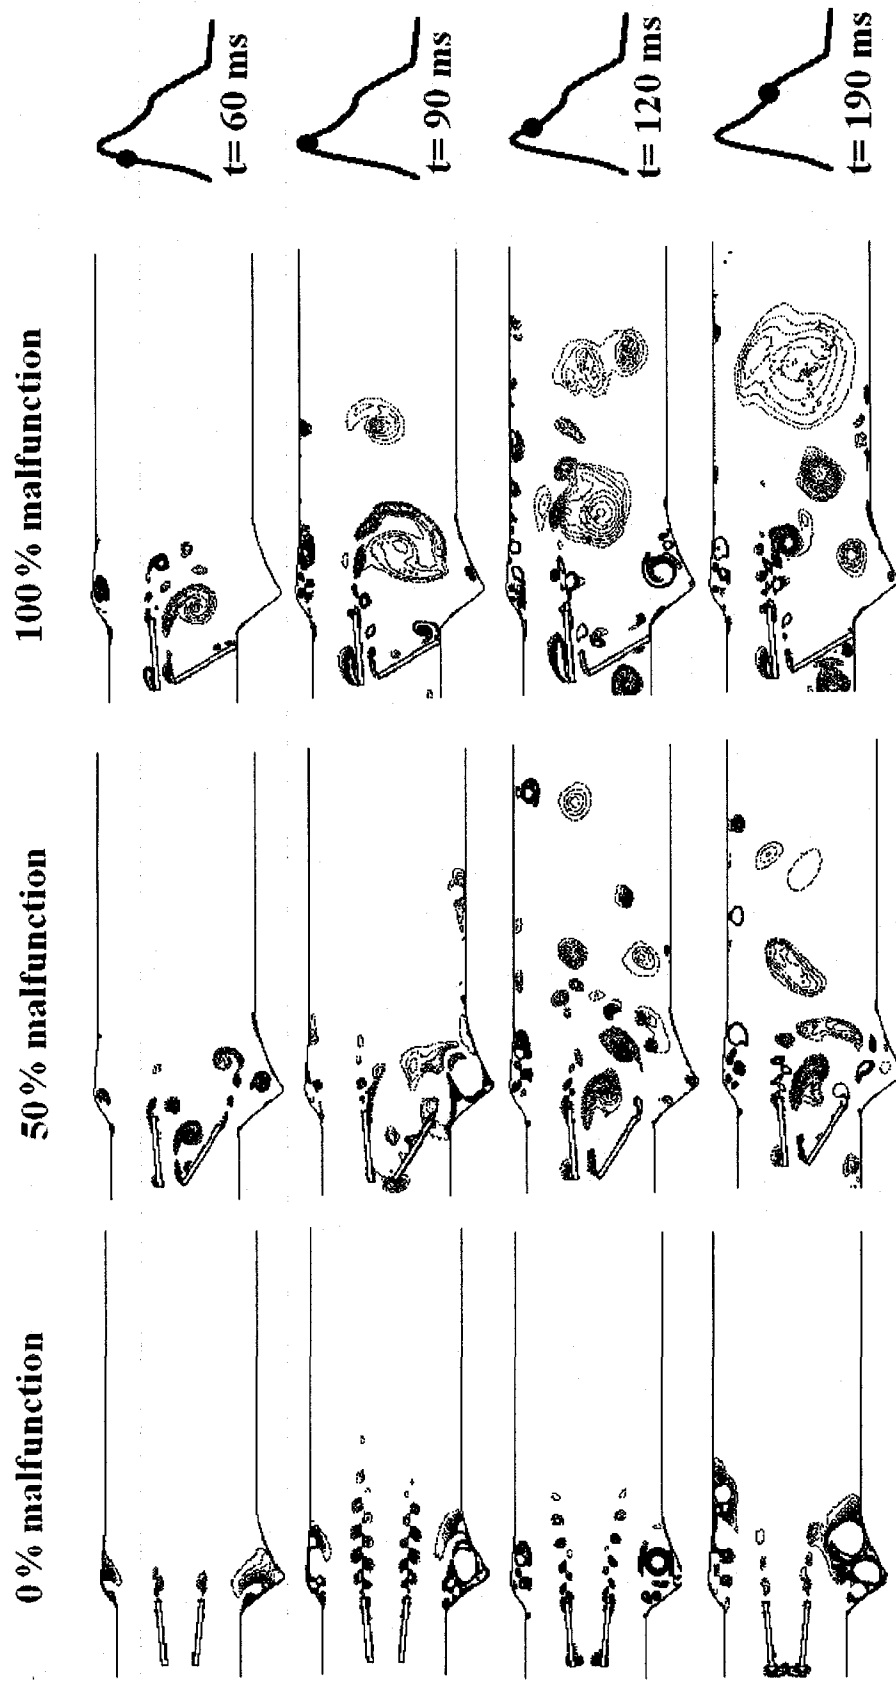 0 % malfunction
50 % malfunction
100 % malfunction
t= 60 ms
t= 90 ms
t= 120 ms
t= 190 ms